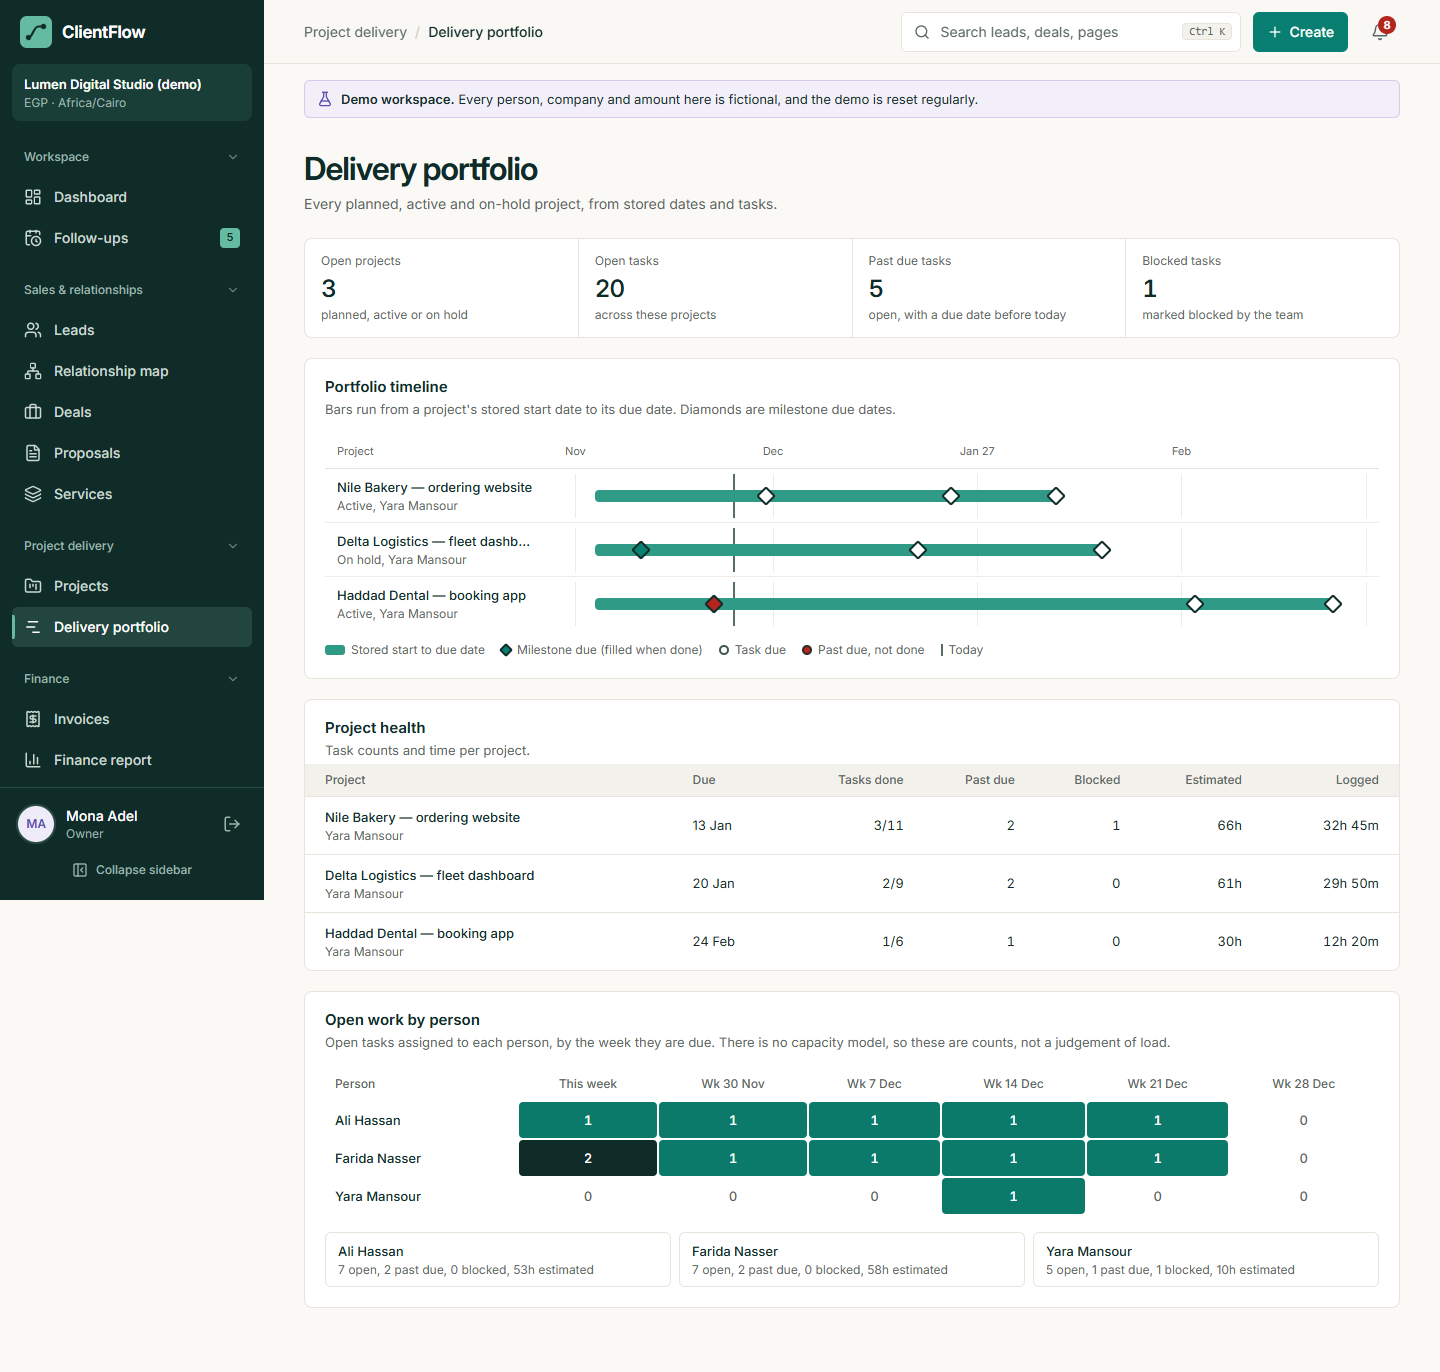 ClientFlow
Lumen Digital Studio (demo)
EGP · Africa/Cairo
Workspace
Dashboard
Follow-ups 5
Sales & relationships
Leads
Relationship map
Deals
Proposals
Services
Project delivery
Projects
Delivery portfolio
Finance
Invoices
Finance report
MA Mona Adel
Owner
Collapse sidebar
Project delivery / Delivery portfolio
Search leads, deals, pages Ctrl K
Create
8
Demo workspace. Every person, company and amount here is fictional, and the demo is reset regularly.
Delivery portfolio
Every planned, active and on-hold project, from stored dates and tasks.
Open projects
3
planned, active or on hold
Open tasks
20
across these projects
Past due tasks
5
open, with a due date before today
Blocked tasks
1
marked blocked by the team
Portfolio timeline
Bars run from a project's stored start date to its due date. Diamonds are milestone due dates.
Project Nov Dec Jan 27 Feb
Nile Bakery — ordering website
Active, Yara Mansour
Delta Logistics — fleet dashb…
On hold, Yara Mansour
Haddad Dental — booking app
Active, Yara Mansour
Stored start to due date Milestone due (filled when done) Task due Past due, not done Today
Project health
Task counts and time per project.
Project Due Tasks done Past due Blocked Estimated Logged
Nile Bakery — ordering website
Yara Mansour
13 Jan 3/11 2 1 66h 32h 45m
Delta Logistics — fleet dashboard
Yara Mansour
20 Jan 2/9 2 0 61h 29h 50m
Haddad Dental — booking app
Yara Mansour
24 Feb 1/6 1 0 30h 12h 20m
Open work by person
Open tasks assigned to each person, by the week they are due. There is no capacity model, so these are counts, not a judgement of load.
Person This week Wk 30 Nov Wk 7 Dec Wk 14 Dec Wk 21 Dec Wk 28 Dec
Ali Hassan 1 1 1 1 1 0
Farida Nasser 2 1 1 1 1 0
Yara Mansour 0 0 0 1 0 0
Ali Hassan
7 open, 2 past due, 0 blocked, 53h estimated
Farida Nasser
7 open, 2 past due, 0 blocked, 58h estimated
Yara Mansour
5 open, 1 past due, 1 blocked, 10h estimated